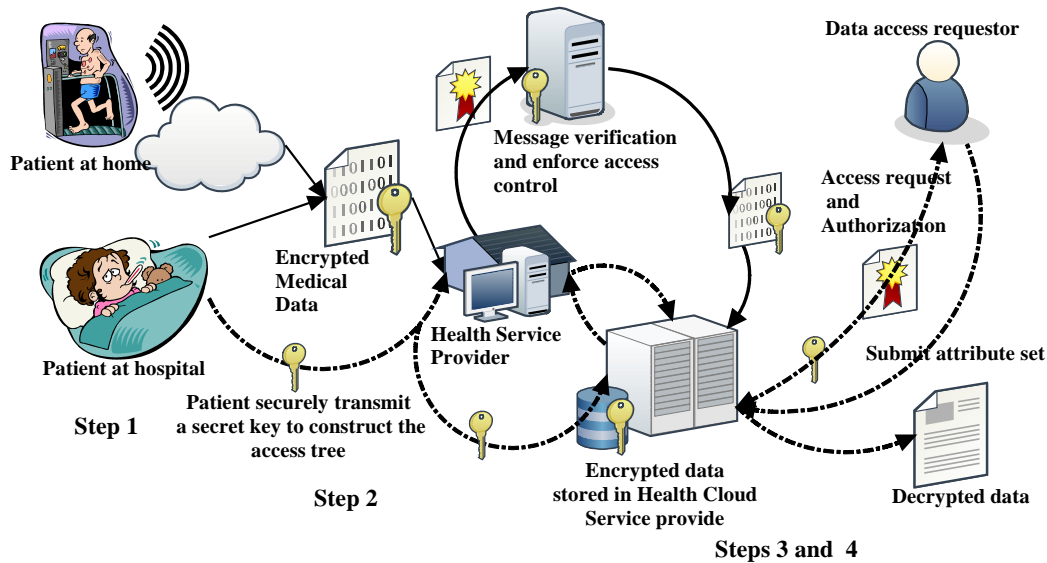 Data access requestor
Patient at home
Message verification
and enforce access
control
Access request
and
Authorization
Encrypted
Medical
Data
Health Service
Provider
Patient at hospital
Submit attribute set
Step 1
Patient securely transmit
a secret key to construct the
access tree
Encrypted data
stored in Health Cloud
Service provide
Decrypted data
Step 2
Steps 3 and 4